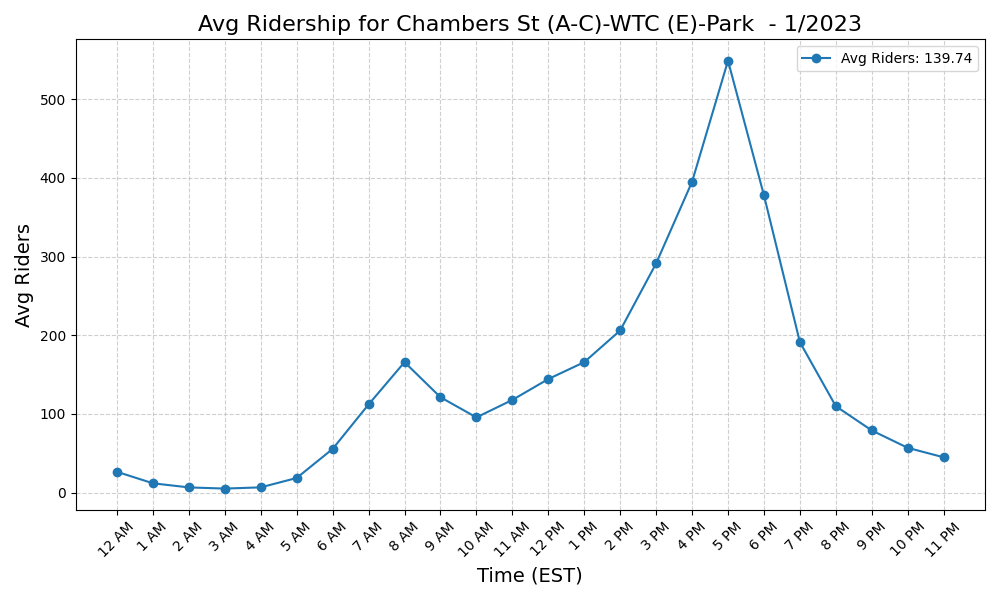 Avg Ridership for Chambers St (A-C)-WTC (E)-Park  - 1/2023
Avg Riders: 139.74
Avg Riders
500
400
300
200
100
0
12 AM
1 AM
2 AM
3 AM
4 AM
5 AM
6 AM
7 AM
8 AM
9 AM
10 AM
11 AM
12 PM
1 PM
2 PM
3 PM
4 PM
5 PM
6 PM
7 PM
8 PM
9 PM
10 PM
11 PM
Time (EST)